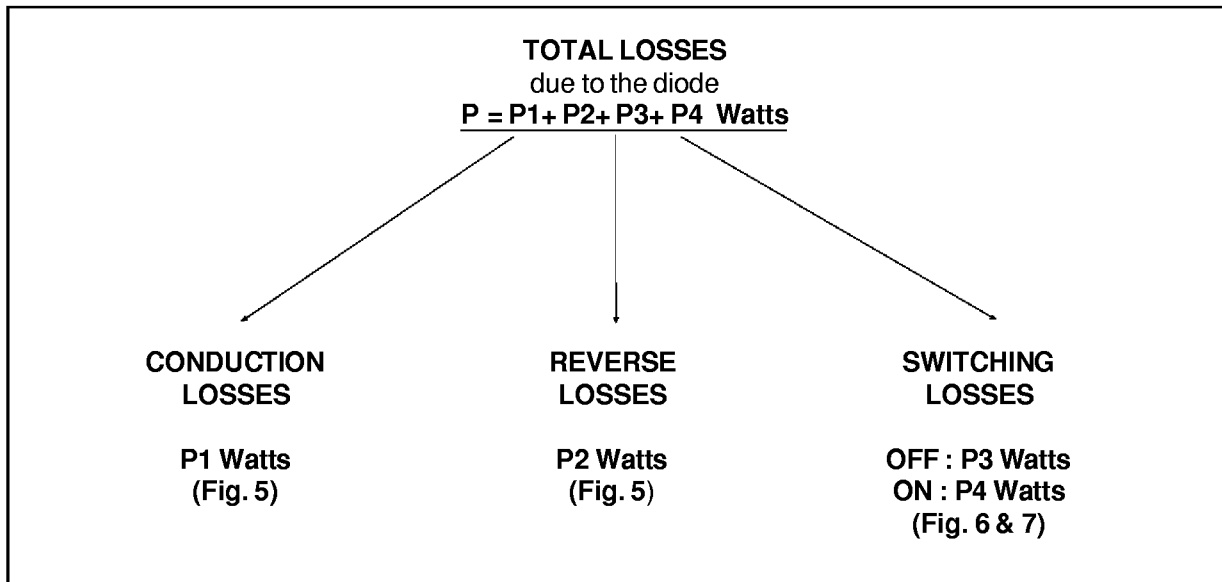 TOTAL LOSSES
due to the diode
P = P1+ P2+ P3+ P4 Watts
CONDUCTION
LOSSES
P1 Watts
(Fig. 5)
REVERSE
LOSSES
P2 Watts
(Fig. 5)
SWITCHING
LOSSES
OFF : P3 Watts
ON : P4 Watts
(Fig. 6 & 7)